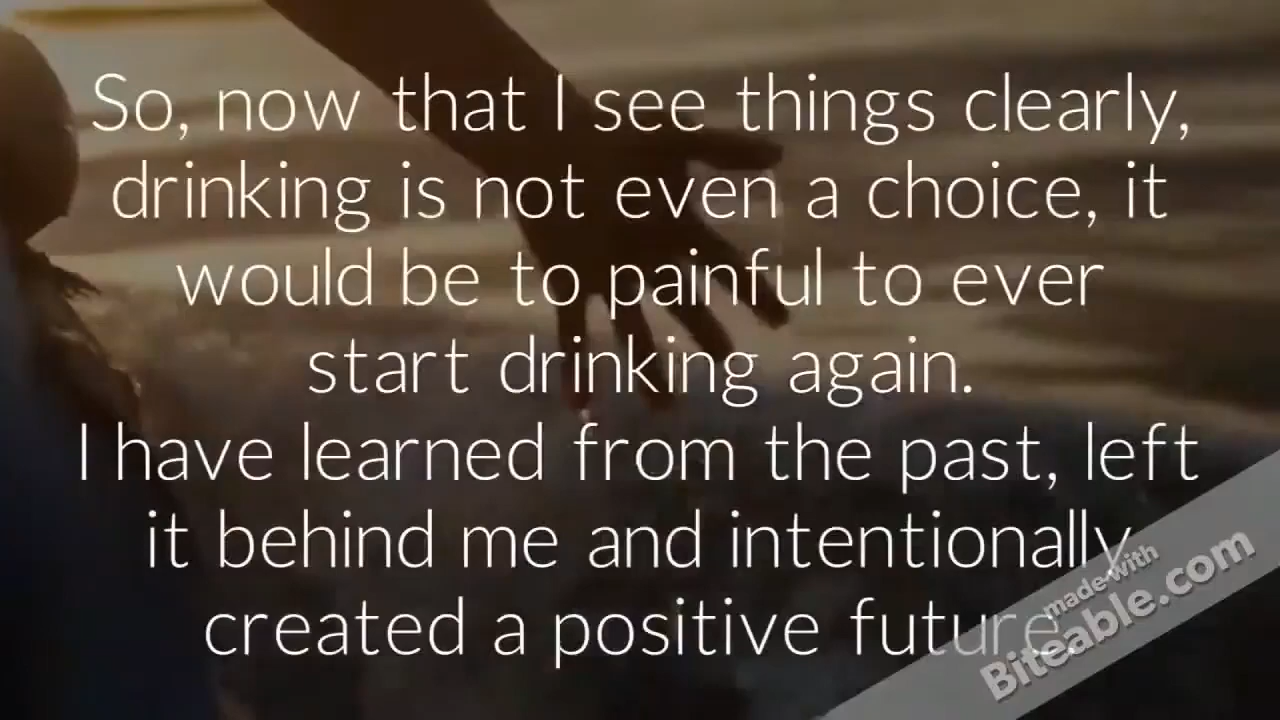 So, now that I see things clearly,
drinking is not even a choice, it
would be to painful to ever
start drinking again.
I have learned from the past, left
it behind me and intentionally
created a positive future.
made with
Biteable.com